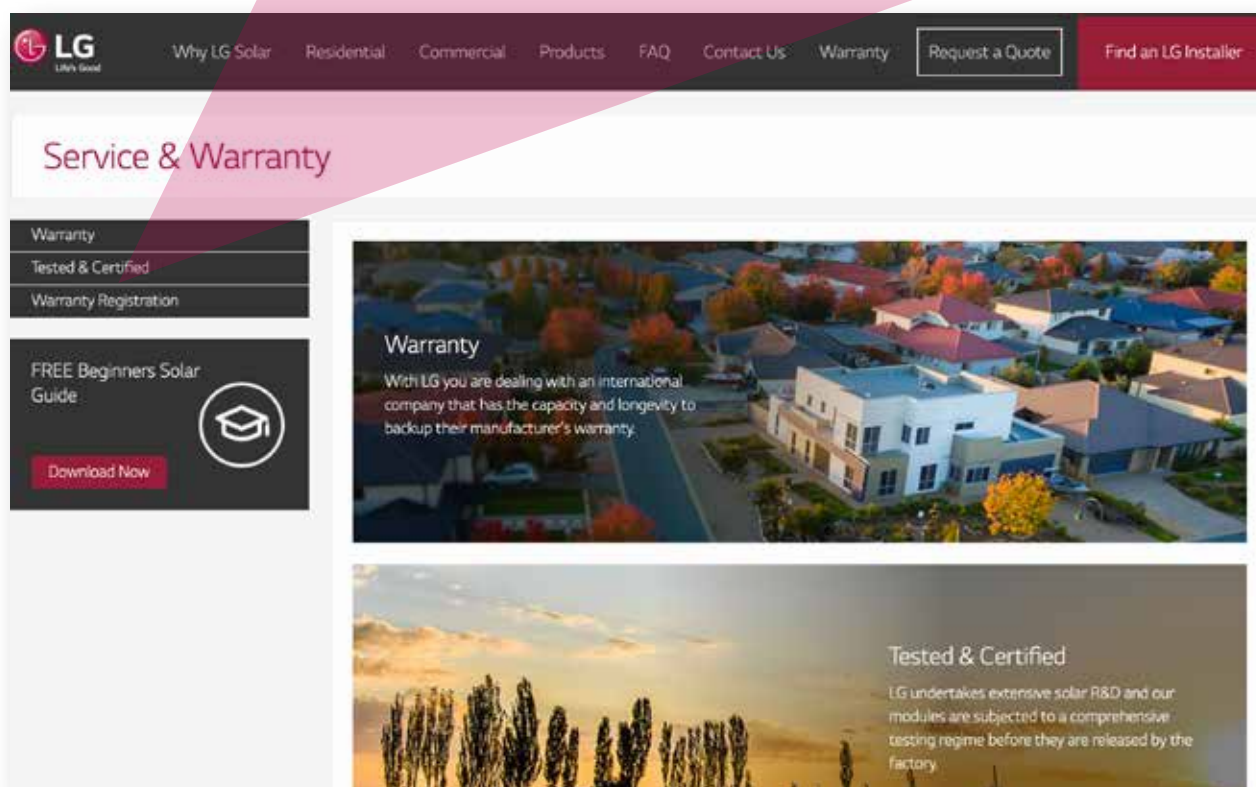 LG
Life's Good
Why LG Solar
Residential
Commercial
Products
FAQ
Contact Us
Warranty
Request a Quote
Find an LG Installer
Service & Warranty
Warranty
Tested & Certified
Warranty Registration
FREE Beginners Solar
Guide
Download Now
Warranty
With LG you are dealing with an international
company that has the capacity and longevity to
backup their manufacturer's warranty.
Tested & Certified
LG undertakes extensive solar R&D and our
modules are subjected to a comprehensive
testing regime before they are released by the
factory.